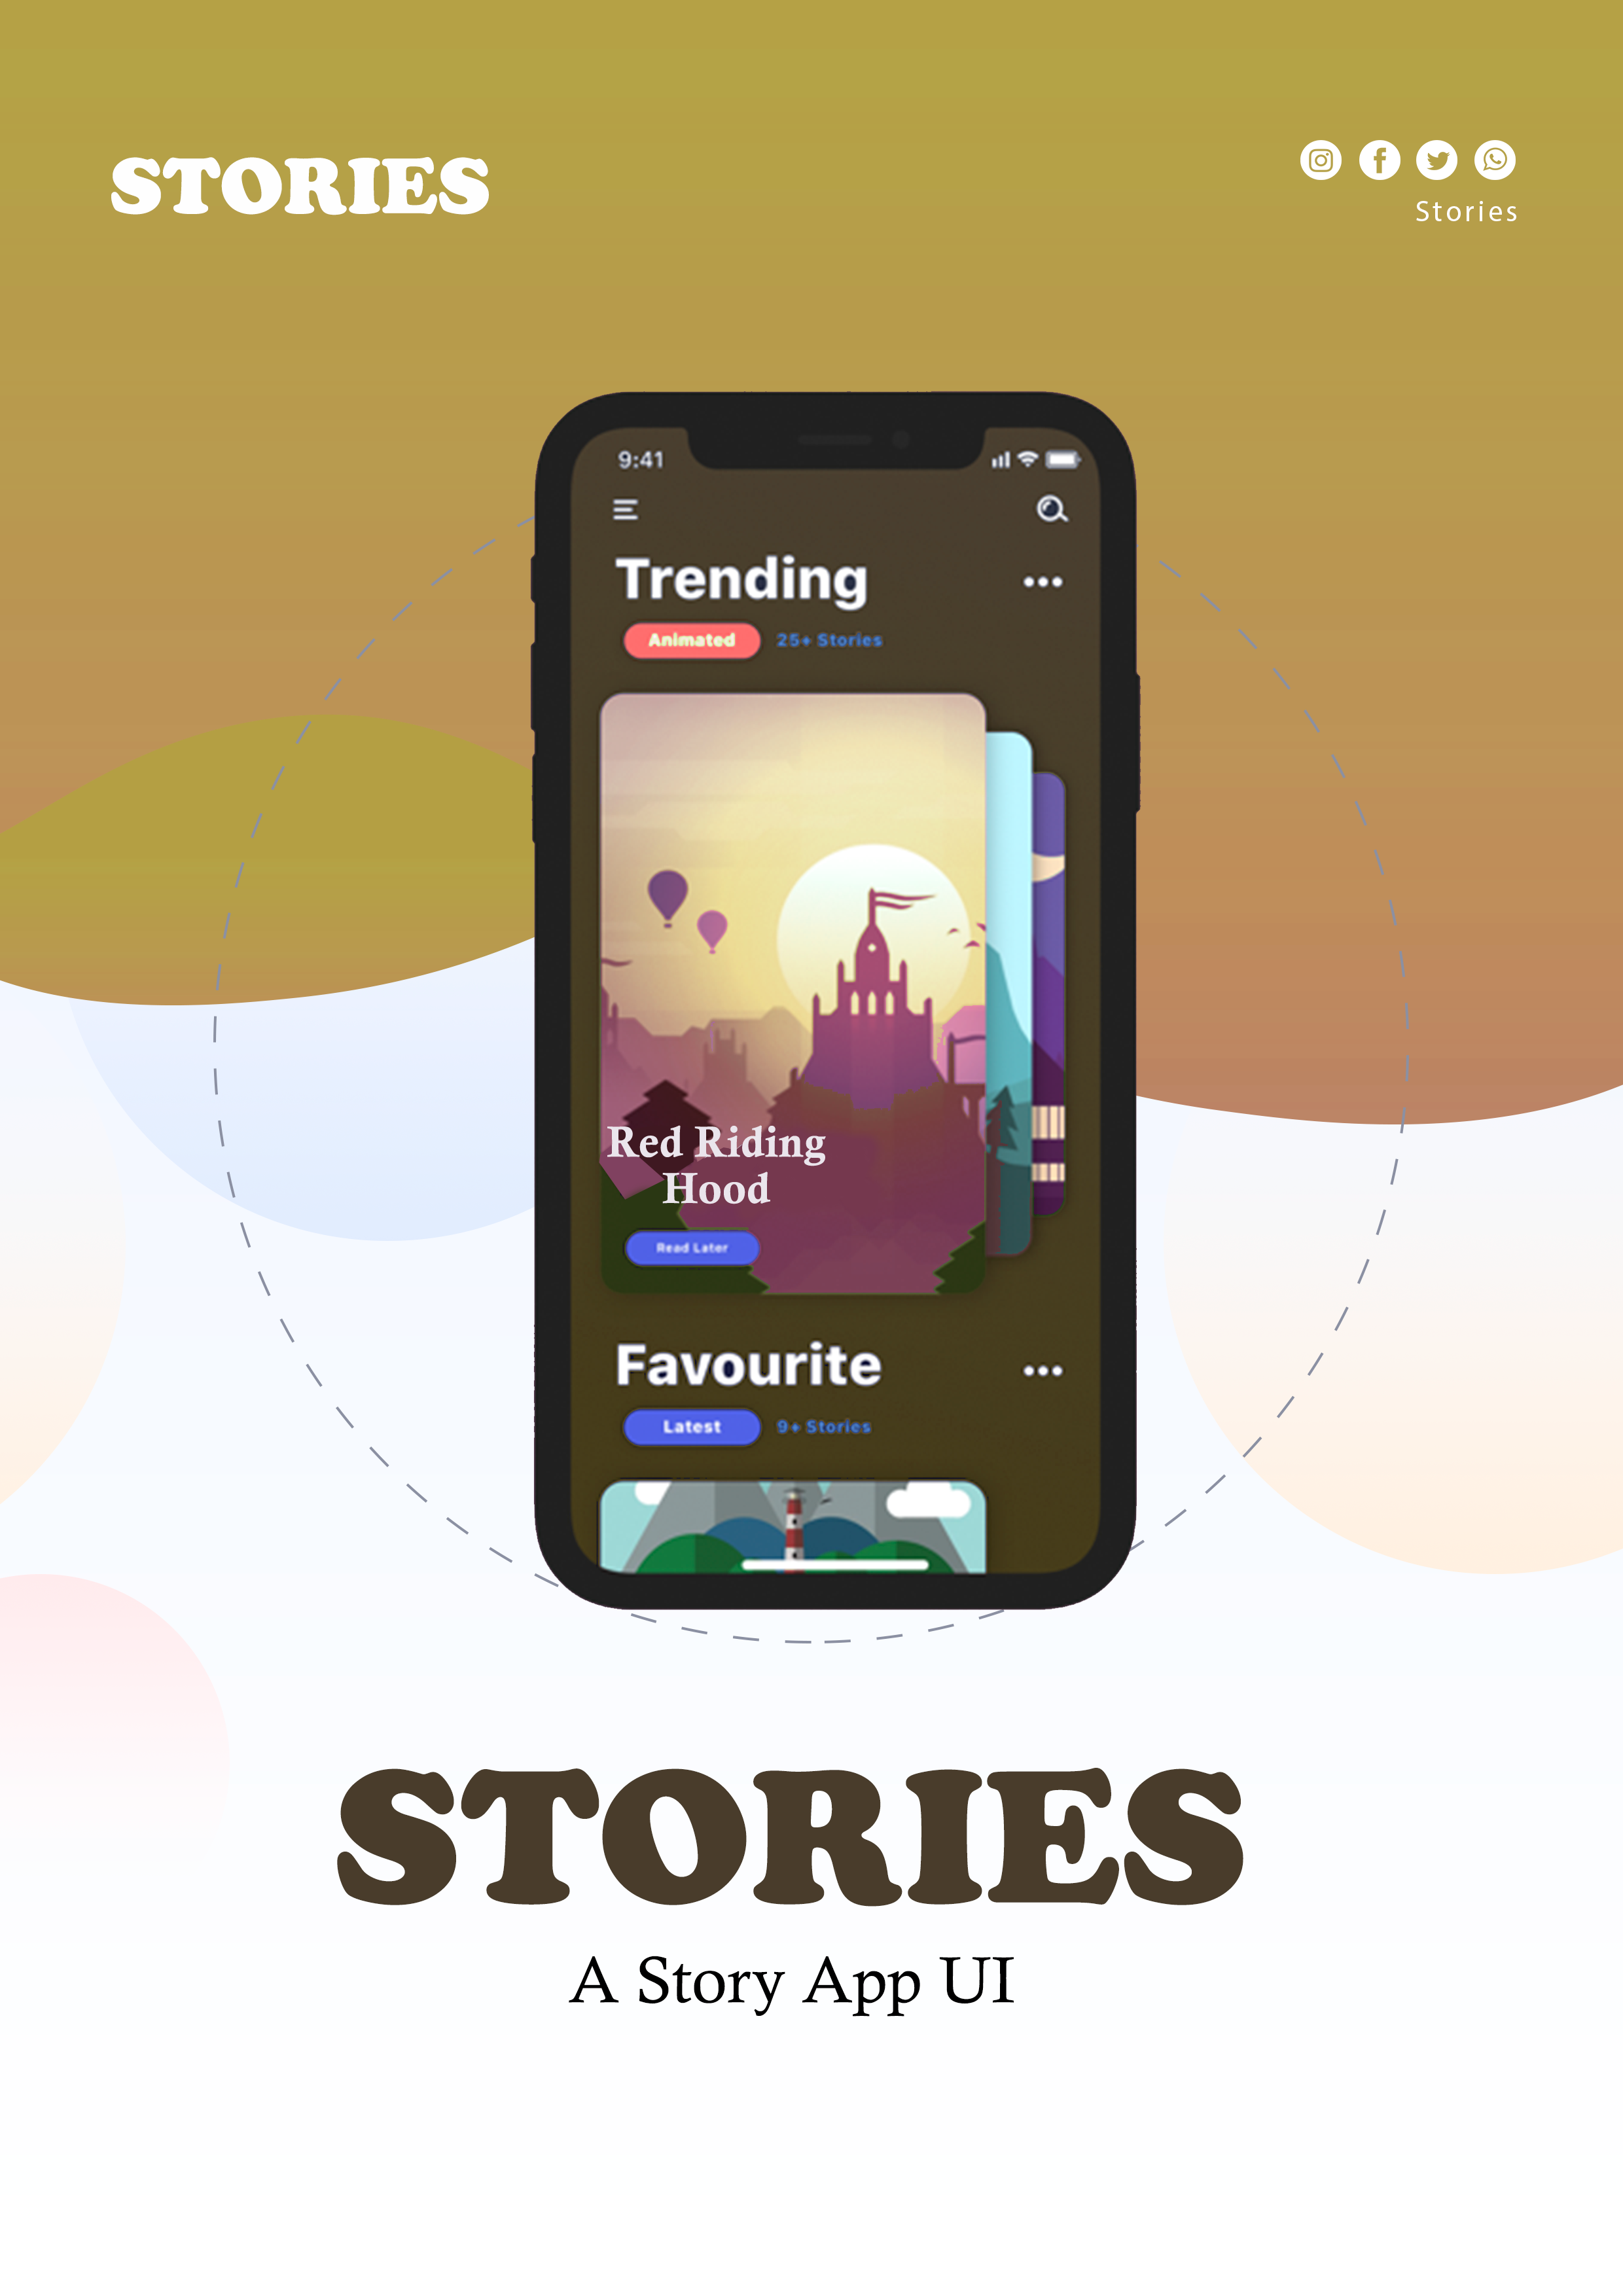 STORIES
Stories
9:41
Trending
Animated 25+ Stories
Red Riding
Hood
Read Later
Favourite
Latest 9+ Stories
STORIES
A Story App UI